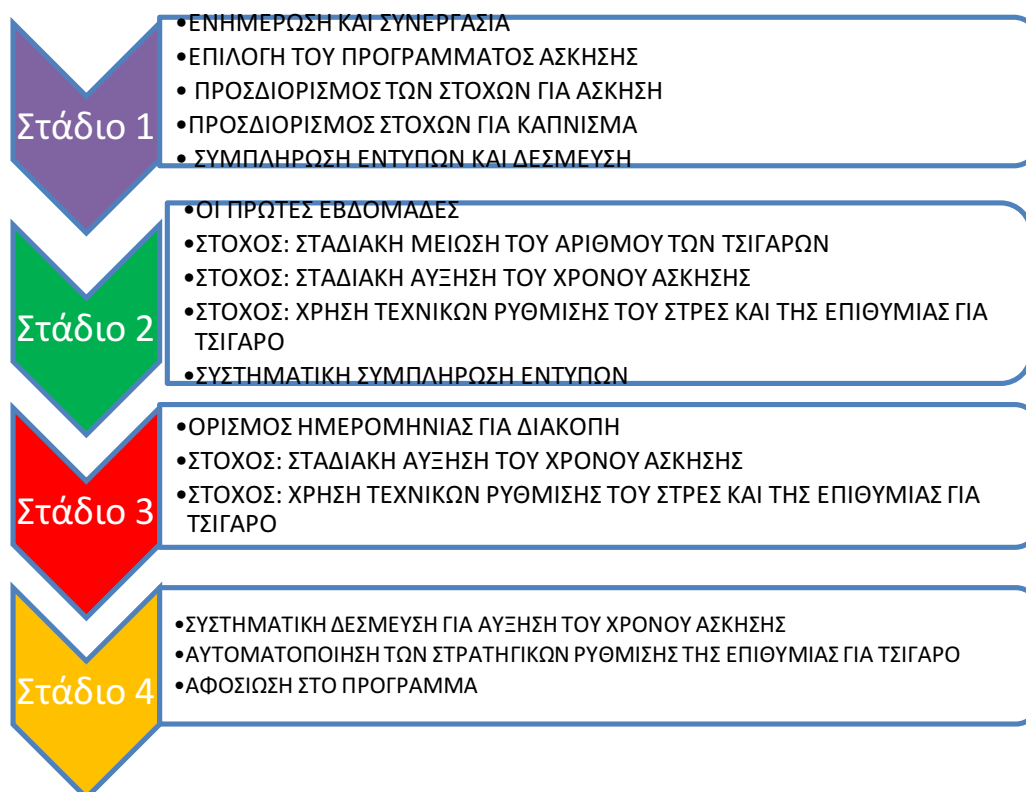 Στάδιο 1
•ΕΝΗΜΕΡΩΣΗ ΚΑΙ ΣΥΝΕΡΓΑΣΙΑ
•ΕΠΙΛΟΓΗ ΤΟΥ ΠΡΟΓΡΑΜΜΑΤΟΣ ΑΣΚΗΣΗΣ
• ΠΡΟΣΔΙΟΡΙΣΜΟΣ ΤΩΝ ΣΤΟΧΩΝ ΓΙΑ ΑΣΚΗΣΗ
•ΠΡΟΣΔΙΟΡΙΣΜΟΣ ΣΤΟΧΩΝ ΓΙΑ ΚΑΠΝΙΣΜΑ
• ΣΥΜΠΛΗΡΩΣΗ ΕΝΤΥΠΩΝ ΚΑΙ ΔΕΣΜΕΥΣΗ
Στάδιο 2
•ΟΙ ΠΡΩΤΕΣ ΕΒΔΟΜΑΔΕΣ
•ΣΤΟΧΟΣ: ΣΤΑΔΙΑΚΗ ΜΕΙΩΣΗ ΤΟΥ ΑΡΙΘΜΟΥ ΤΩΝ ΤΣΙΓΑΡΩΝ
•ΣΤΟΧΟΣ: ΣΤΑΔΙΑΚΗ ΑΥΞΗΣΗ ΤΟΥ ΧΡΟΝΟΥ ΑΣΚΗΣΗΣ
•ΣΤΟΧΟΣ: ΧΡΗΣΗ ΤΕΧΝΙΚΩΝ ΡΥΘΜΙΣΗΣ ΤΟΥ ΣΤΡΕΣ ΚΑΙ ΤΗΣ ΕΠΙΘΥΜΙΑΣ ΓΙΑ
ΤΣΙΓΑΡΟ
•ΣΥΣΤΗΜΑΤΙΚΗ ΣΥΜΠΛΗΡΩΣΗ ΕΝΤΥΠΩΝ
Στάδιο 3
•ΟΡΙΣΜΟΣ ΗΜΕΡΟΜΗΝΙΑΣ ΓΙΑ ΔΙΑΚΟΠΗ
•ΣΤΟΧΟΣ: ΣΤΑΔΙΑΚΗ ΑΥΞΗΣΗ ΤΟΥ ΧΡΟΝΟΥ ΑΣΚΗΣΗΣ
•ΣΤΟΧΟΣ: ΧΡΗΣΗ ΤΕΧΝΙΚΩΝ ΡΥΘΜΙΣΗΣ ΤΟΥ ΣΤΡΕΣ ΚΑΙ ΤΗΣ ΕΠΙΘΥΜΙΑΣ ΓΙΑ
ΤΣΙΓΑΡΟ
Στάδιο 4
•ΣΥΣΤΗΜΑΤΙΚΗ ΔΕΣΜΕΥΣΗ ΓΙΑ ΑΥΞΗΣΗ ΤΟΥ ΧΡΟΝΟΥ ΑΣΚΗΣΗΣ
•ΑΥΤΟΜΑΤΟΠΟΙΗΣΗ ΤΩΝ ΣΤΡΑΤΗΓΙΚΩΝ ΡΥΘΜΙΣΗΣ ΤΗΣ ΕΠΙΘΥΜΙΑΣ ΓΙΑ ΤΣΙΓΑΡΟ
•ΑΦΟΣΙΩΣΗ ΣΤΟ ΠΡΟΓΡΑΜΜΑ